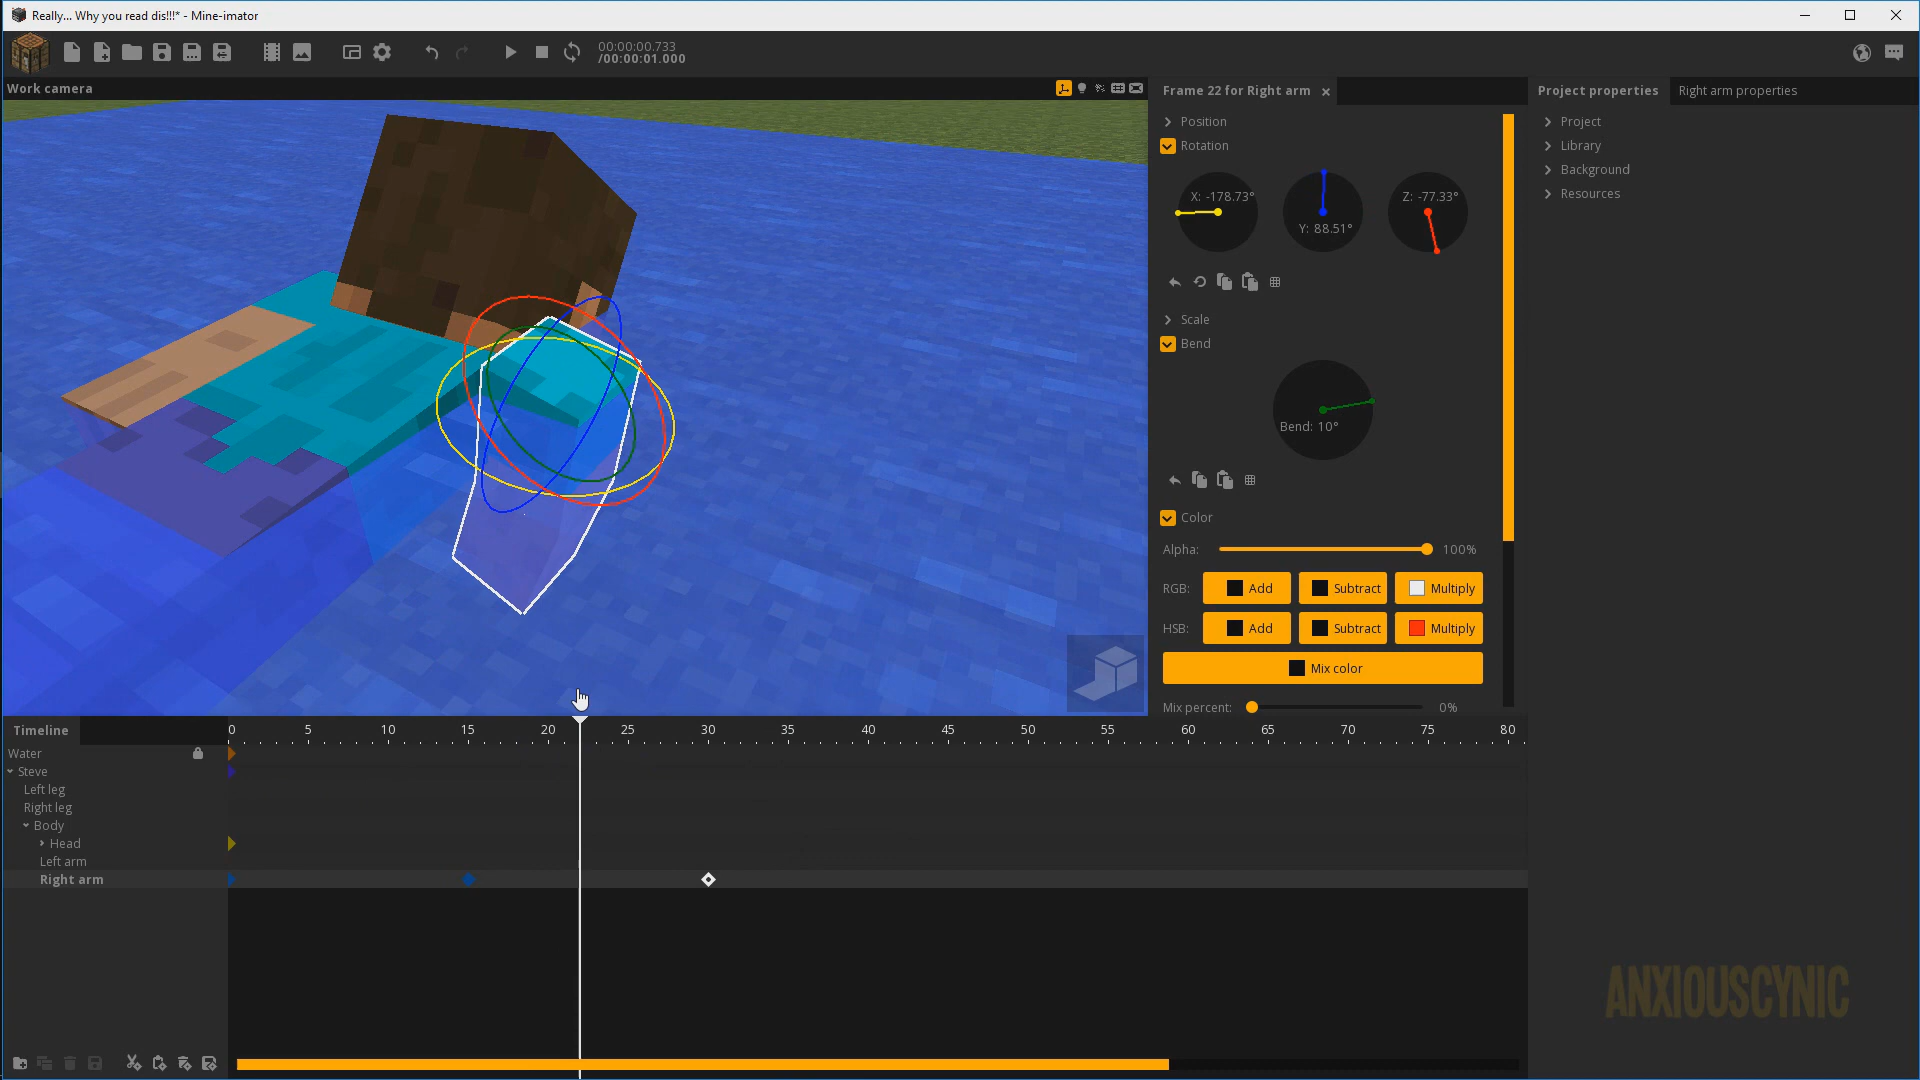 Really... Why you read dis!!!* - Mine-imator
00:00:00.733
/00:00:01.000
Work camera
Frame 22 for Right arm
Position
Rotation
X: -178.73°
Y: 88.51°
Z: -77.33°
Scale
Bend
Bend: 10°
Color
Alpha: 100%
RGB: Add Subtract Multiply
HSB: Add Subtract Multiply
Mix color
Mix percent: 0%
Project properties
Right arm properties
Project
Library
Background
Resources
Timeline
0 5 10 15 20 25 30 35 40 45 50 55 60 65 70 75 80
Water
Steve
Left leg
Right leg
Body
Head
Left arm
Right arm
ANXIOUSCYNIC